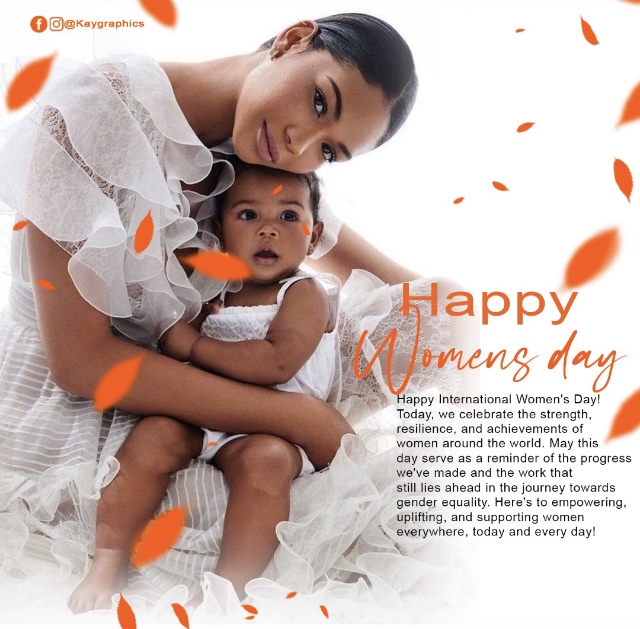 @Kaygraphics
Happy
Womens day
Happy International Women's Day!
Today, we celebrate the strength,
resilience, and achievements of
women around the world. May this
day serve as a reminder of the progress
we've made and the work that
still lies ahead in the journey towards
gender equality. Here's to empowering,
uplifting, and supporting women
everywhere, today and every day!